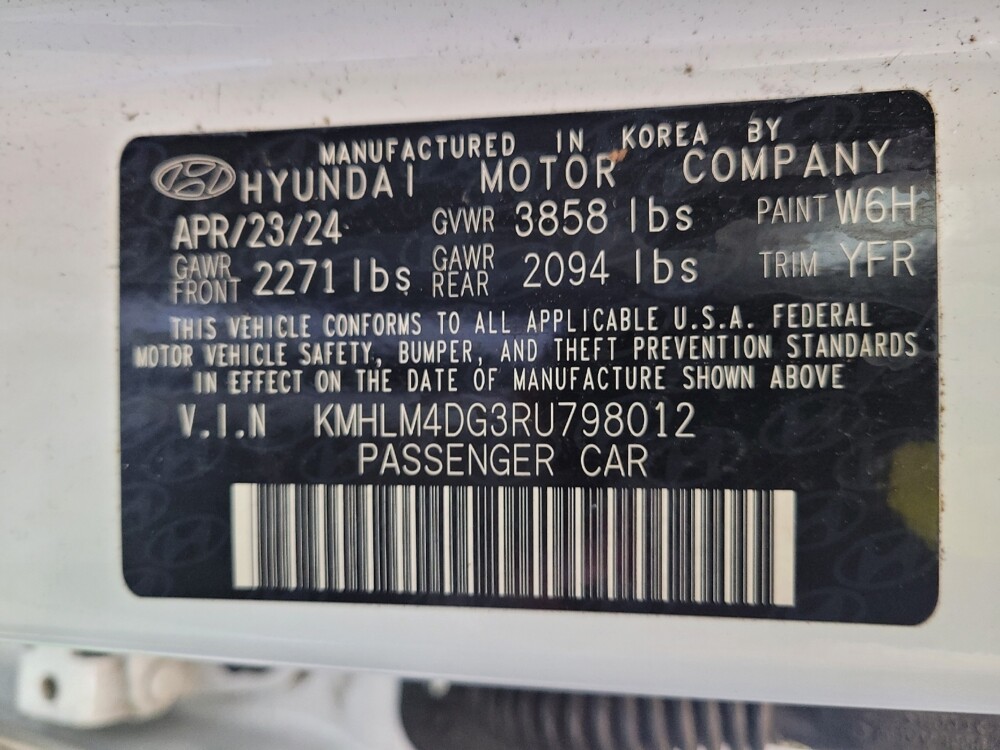 MANUFACTURED IN KOREA BY
HYUNDAI MOTOR COMPANY
APR/23/24 GVWR 3858 lbs PAINT W6H
GAWR FRONT 2271 lbs GAWR REAR 2094 lbs TRIM YFR
THIS VEHICLE CONFORMS TO ALL APPLICABLE U.S.A. FEDERAL
MOTOR VEHICLE SAFETY, BUMPER, AND THEFT PREVENTION STANDARDS
IN EFFECT ON THE DATE OF MANUFACTURE SHOWN ABOVE
V.I.N KMHLM4DG3RU798012
PASSENGER CAR